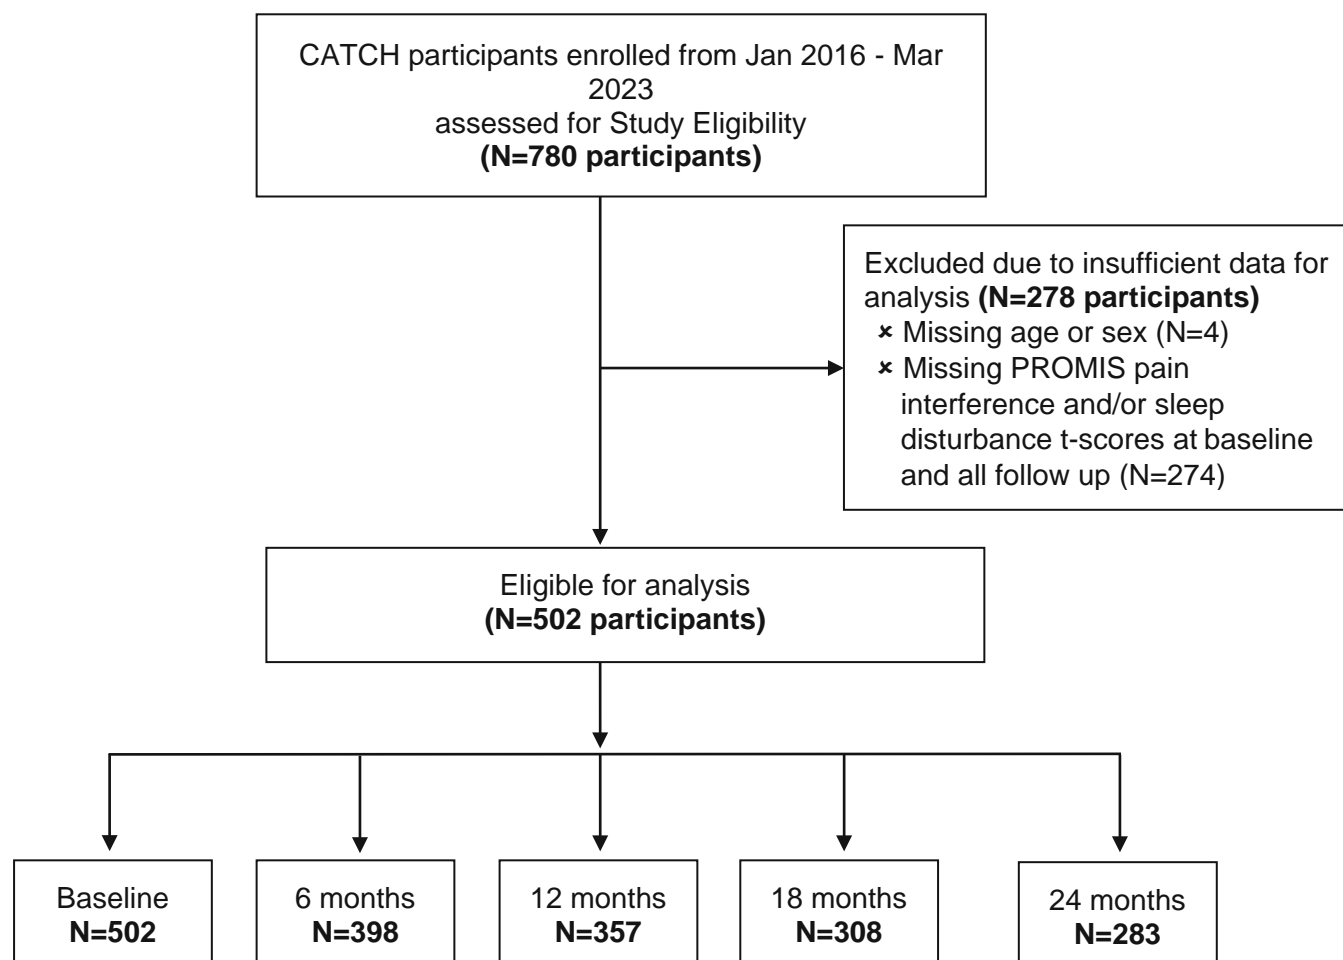 CATCH participants enrolled from Jan 2016 - Mar
2023
assessed for Study Eligibility
(N=780 participants)
Excluded due to insufficient data for
analysis (N=278 participants)
× Missing age or sex (N=4)
× Missing PROMIS pain
interference and/or sleep
disturbance t-scores at baseline
and all follow up (N=274)
Eligible for analysis
(N=502 participants)
Baseline
N=502
6 months
N=398
12 months
N=357
18 months
N=308
24 months
N=283